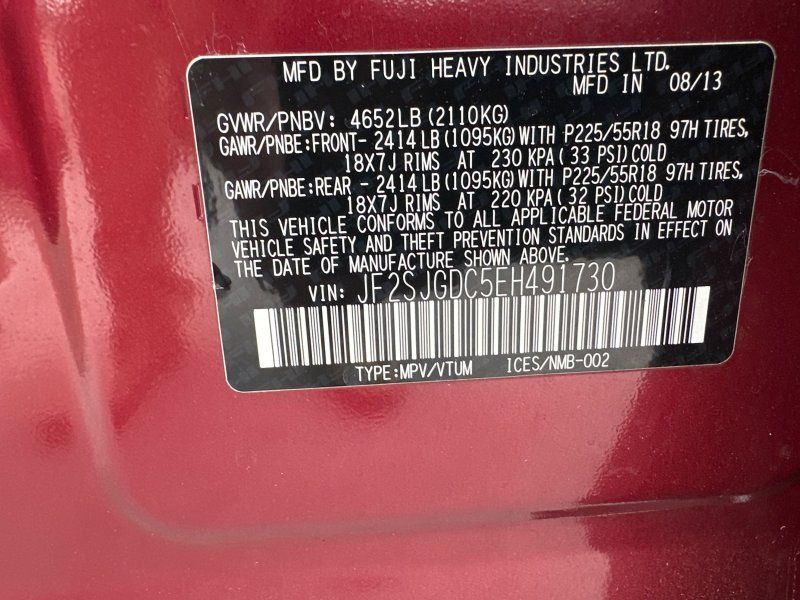 MFD BY FUJI HEAVY INDUSTRIES LTD.
MFD IN 08/13
GVWR/PNBV: 4652LB (2110KG)
GAWR/PNBE:FRONT- 2414 LB (1095KG) WITH P225/55R18 97H TIRES,
18X7J RIMS AT 230 KPA ( 33 PSI) COLD
GAWR/PNBE:REAR - 2414 LB (1095KG) WITH P225/55R18 97H TIRES,
18X7J RIMS AT 220 KPA ( 32 PSI) COLD
THIS VEHICLE CONFORMS TO ALL APPLICABLE FEDERAL MOTOR
VEHICLE SAFETY AND THEFT PREVENTION STANDARDS IN EFFECT ON
THE DATE OF MANUFACTURE SHOWN ABOVE.
VIN: JF2SJGDC5EH491730
TYPE:MPV/VTUM ICES/NMB-002